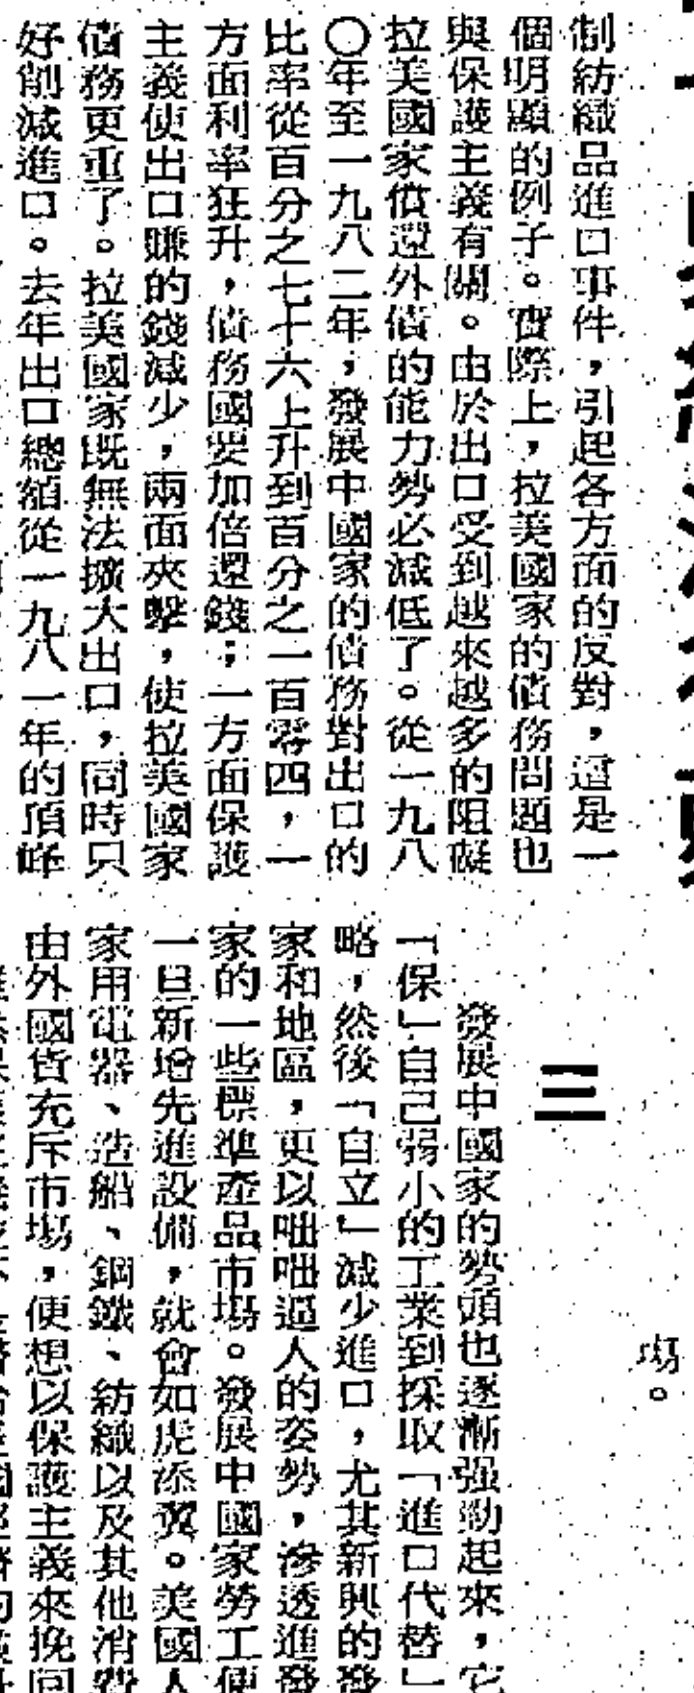 制紡織品進口事件，引起各方面的反對，這是一
個明顯的例子。實際上，拉美國家的債務問題也
與保護主義有關。由於出口受到越來越多的阻礙
拉美國家償還外債的能力勢必減低了。從一九八
〇年至一九八二年，發展中國家的債務對出口的
比率從百分之七十六上升到百分之一百零四，一
方面利率狂升，債務國要加倍還錢；一方面保護
主義使出口賺的錢減少，兩面夾擊，使拉美國家
債務更重了。拉美國家既無法擴大出口，同時只
好削減進口。去年出口總額從一九八一年的頂峰
場。
三
發展中國家的勢頭也逐漸强勁起來，它
「保」自己弱小的工業到採取「進口代替」
略，然後「自立」減少進口，尤其新興的發
家和地區，更以咄咄逼人的姿勢，滲透進發
家的一些標準產品市場。發展中國家勞工便
一旦新增先進設備，就會如虎添翼。美國人
家用電器、造船、鋼鐵、紡織以及其他消費
由外國貨充斥市場，便想以保護主義來挽回